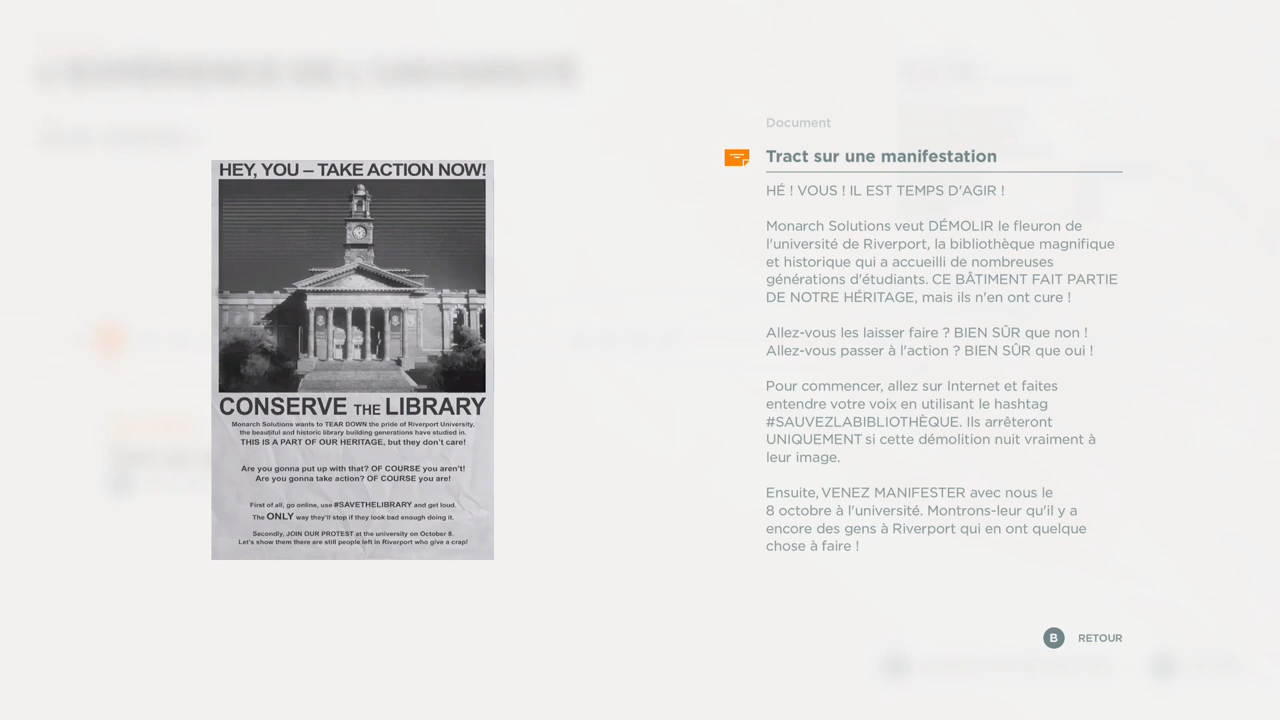 HEY, YOU – TAKE ACTION NOW!
CONSERVE THE LIBRARY
Monarch Solutions wants to TEAR DOWN the pride of Riverport University,
the beautiful and historic library building generations have studied in.
THIS IS A PART OF OUR HERITAGE, but they don't care!
Are you gonna put up with that? OF COURSE you aren't!
Are you gonna take action? OF COURSE you are!
First of all, go online, use #SAVETHELIBRARY and get loud.
The ONLY way they'll stop if they look bad enough doing it.
Secondly, JOIN OUR PROTEST at the university on October 8.
Let's show them there are still people left in Riverport who give a crap!
Document
Tract sur une manifestation
HÉ ! VOUS ! IL EST TEMPS D'AGIR !
Monarch Solutions veut DÉMOLIR le fleuron de
l'université de Riverport, la bibliothèque magnifique
et historique qui a accueilli de nombreuses
générations d'étudiants. CE BÂTIMENT FAIT PARTIE
DE NOTRE HÉRITAGE, mais ils n'en ont cure !
Allez-vous les laisser faire ? BIEN SÛR que non !
Allez-vous passer à l'action ? BIEN SÛR que oui !
Pour commencer, allez sur Internet et faites
entendre votre voix en utilisant le hashtag
#SAUVEZLABIBLIOTHÈQUE. Ils arrêteront
UNIQUEMENT si cette démolition nuit vraiment à
leur image.
Ensuite, VENEZ MANIFESTER avec nous le
8 octobre à l'université. Montrons-leur qu'il y a
encore des gens à Riverport qui en ont quelque
chose à faire !
B RETOUR